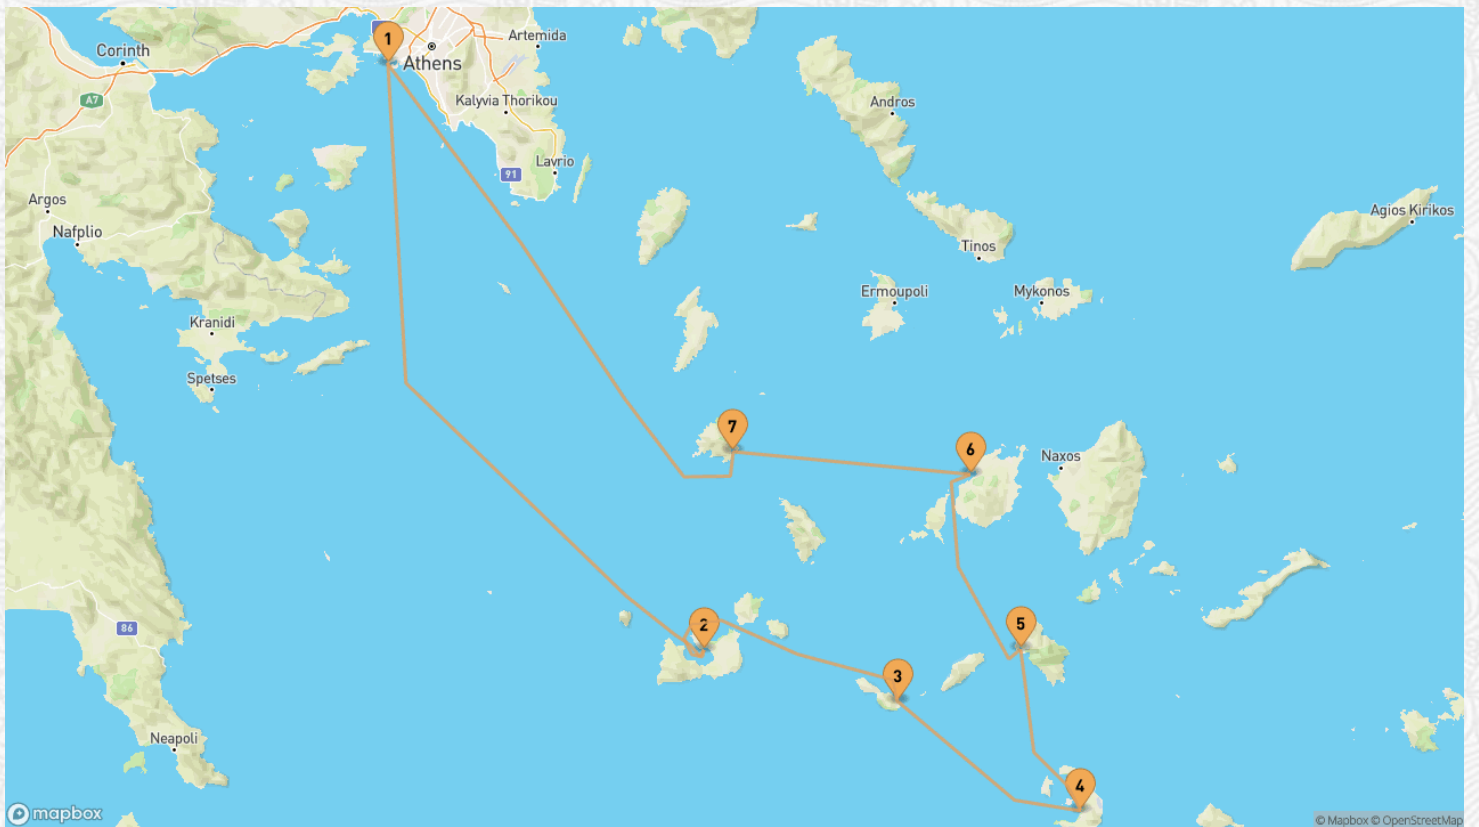 Corinth
1
Athens
Artemida
A7
Kalyvia Thorikou
Andros
91
Lavrio
Argos
Nafplio
Agios Kirikos
Tinos
Ermoupoli
Mykonos
Kranidi
Spetses
7
6
Naxos
86
2
5
3
Neapoli
4
mapbox
© Mapbox © OpenStreetMap